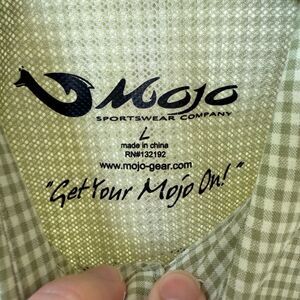 Mojo
SPORTSWEAR COMPANY
L
made in china
RN#132192
www.mojo-gear.com
"Get Your Mojo On!"